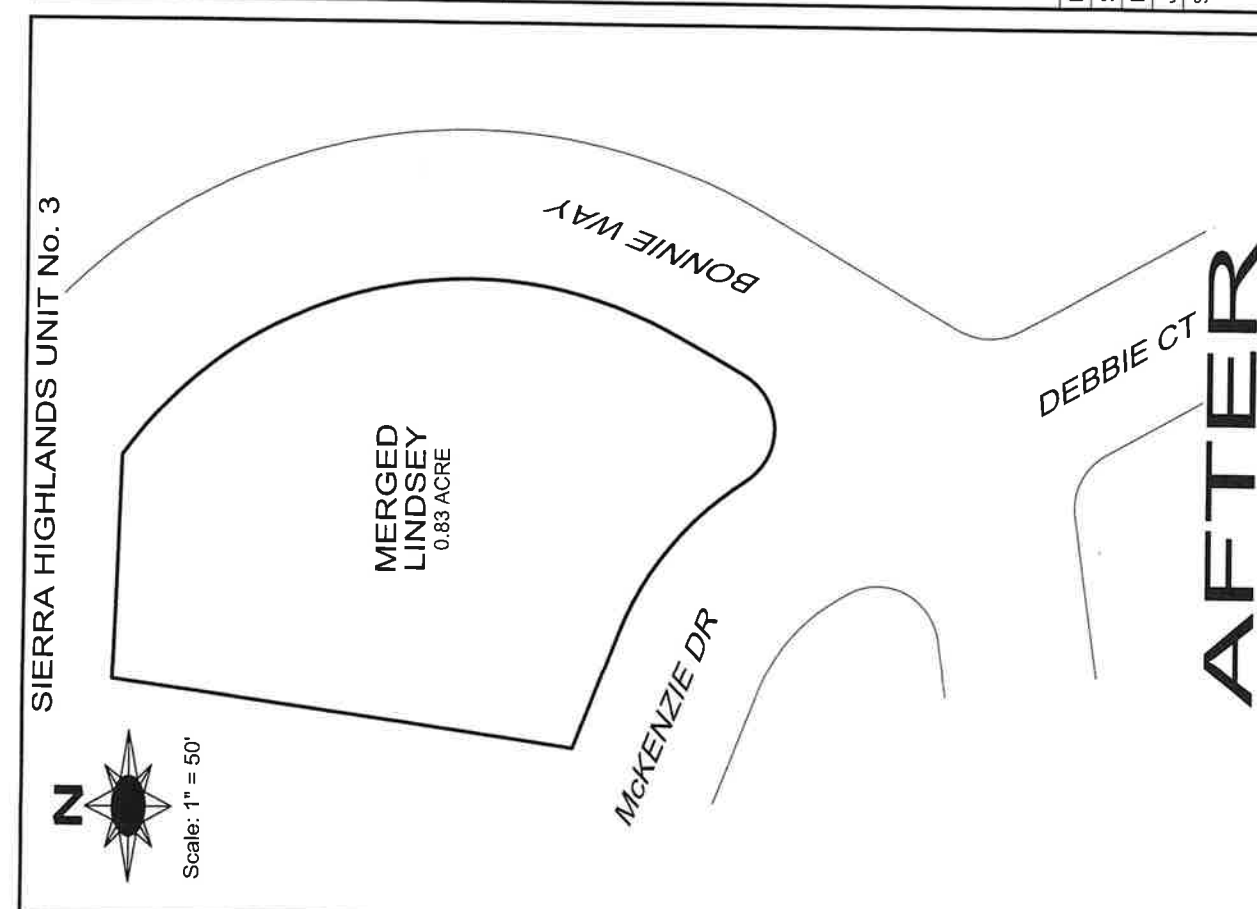 SIERRA HIGHLANDS UNIT No. 3
N
Scale: 1" = 50'
BONNIE WAY
MERGED
LINDSEY
0.83 ACRE
McKENZIE DR
DEBBIE CT
AFTER